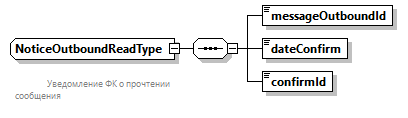 messageOutboundId
NoticeOutboundReadType
dateConfirm
Уведомление ФК о прочтении
сообщения
confirmId